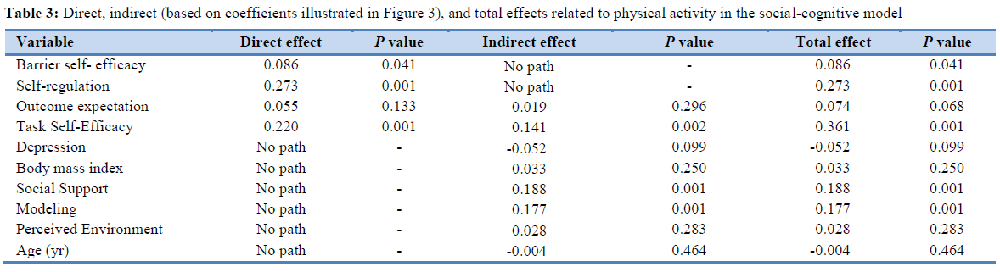 Table 3: Direct, indirect (based on coefficients illustrated in Figure 3), and total effects related to physical activity in the social-cognitive model
Variable Direct effect P value Indirect effect P value Total effect P value
Barrier self- efficacy 0.086 0.041 No path - 0.086 0.041
Self-regulation 0.273 0.001 No path - 0.273 0.001
Outcome expectation 0.055 0.133 0.019 0.296 0.074 0.068
Task Self-Efficacy 0.220 0.001 0.141 0.002 0.361 0.001
Depression No path - -0.052 0.099 -0.052 0.099
Body mass index No path - 0.033 0.250 0.033 0.250
Social Support No path - 0.188 0.001 0.188 0.001
Modeling No path - 0.177 0.001 0.177 0.001
Perceived Environment No path - 0.028 0.283 0.028 0.283
Age (yr) No path - -0.004 0.464 -0.004 0.464